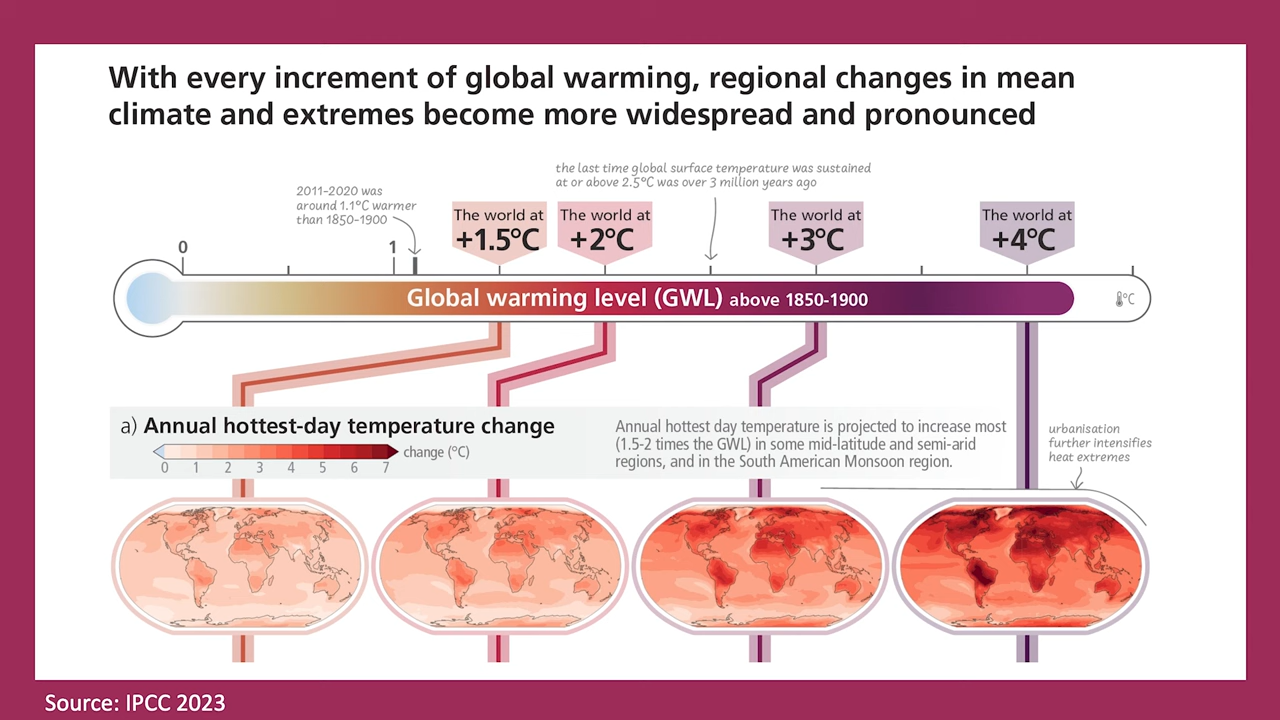 With every increment of global warming, regional changes in mean
climate and extremes become more widespread and pronounced
the last time global surface temperature was sustained
at or above 2.5°C was over 3 million years ago
2011-2020 was
around 1.1°C warmer
than 1850-1900
The world at
+1.5°C
The world at
+2°C
The world at
+3°C
The world at
+4°C
0
1
Global warming level (GWL) above 1850-1900
°C
a) Annual hottest-day temperature change
change (°C)
0 1 2 3 4 5 6 7
Annual hottest day temperature is projected to increase most
(1.5-2 times the GWL) in some mid-latitude and semi-arid
regions, and in the South American Monsoon region.
urbanisation
further intensifies
heat extremes
Source: IPCC 2023